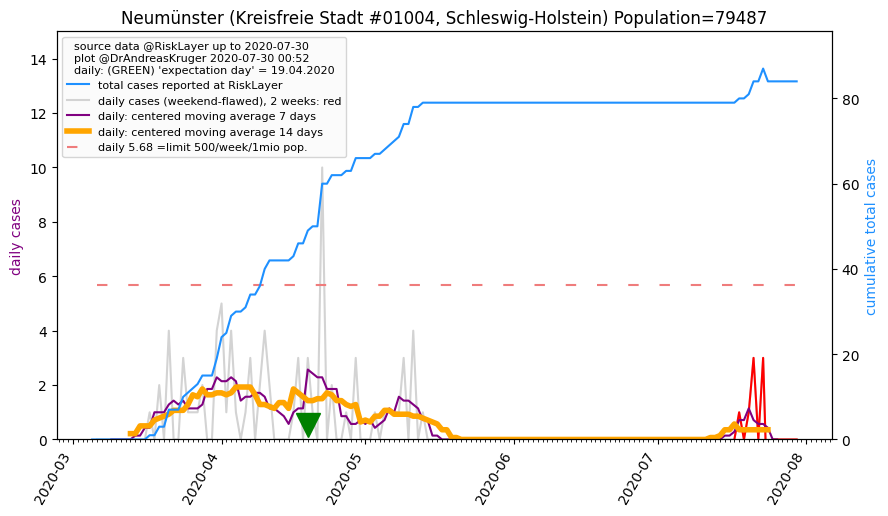 Neumünster (Kreisfreie Stadt #01004, Schleswig-Holstein) Population=79487
source data @RiskLayer up to 2020-07-30
plot @DrAndreasKruger 2020-07-30 00:52
daily: (GREEN) 'expectation day' = 19.04.2020
total cases reported at RiskLayer
daily cases (weekend-flawed), 2 weeks: red
daily: centered moving average 7 days
daily: centered moving average 14 days
daily 5.68 =limit 500/week/1mio pop.
daily cases
14
12
10
8
6
4
2
0
80
60
40
20
0
cumulative total cases
2020-03
2020-04
2020-05
2020-06
2020-07
2020-08